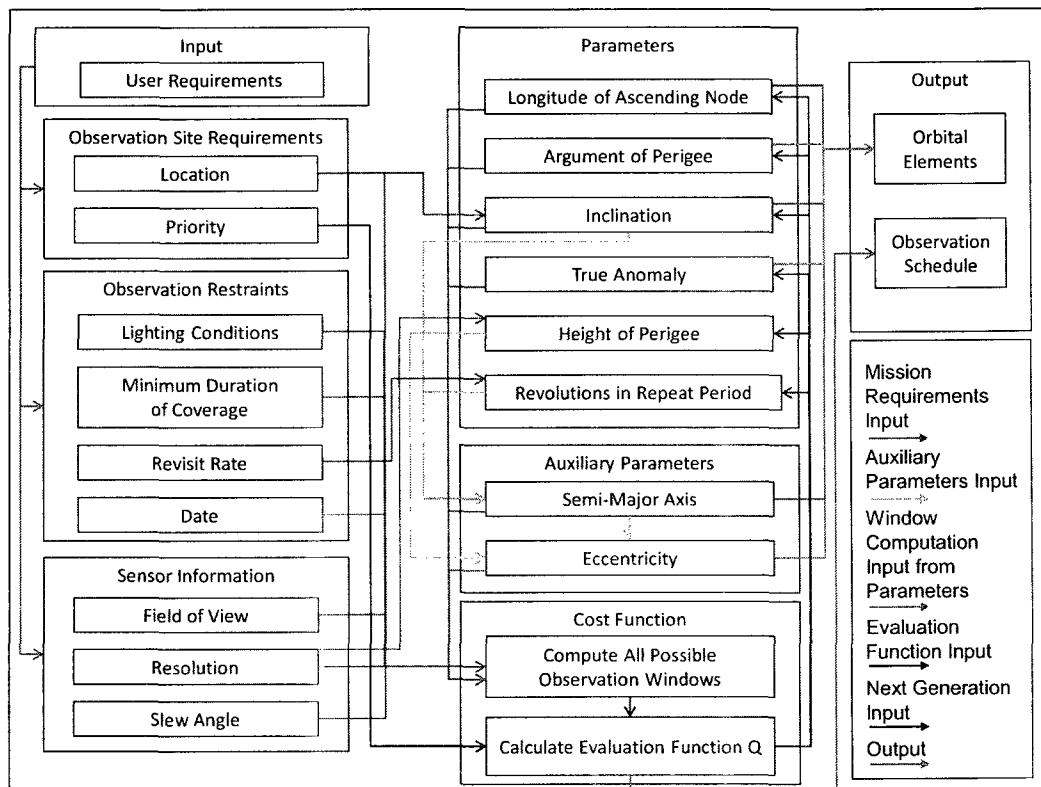 Input
User Requirements
Observation Site Requirements
Location
Priority
Observation Restraints
Lighting Conditions
Minimum Duration
of Coverage
Revisit Rate
Date
Sensor Information
Field of View
Resolution
Slew Angle
Parameters
Longitude of Ascending Node
Argument of Perigee
Inclination
True Anomaly
Height of Perigee
Revolutions in Repeat Period
Auxiliary Parameters
Semi-Major Axis
Eccentricity
Cost Function
Compute All Possible
Observation Windows
Calculate Evaluation Function Q
Output
Orbital
Elements
Observation
Schedule
Mission
Requirements
Input
Auxiliary
Parameters Input
Window
Computation
Input from
Parameters
Evaluation
Function Input
Next Generation
Input
Output